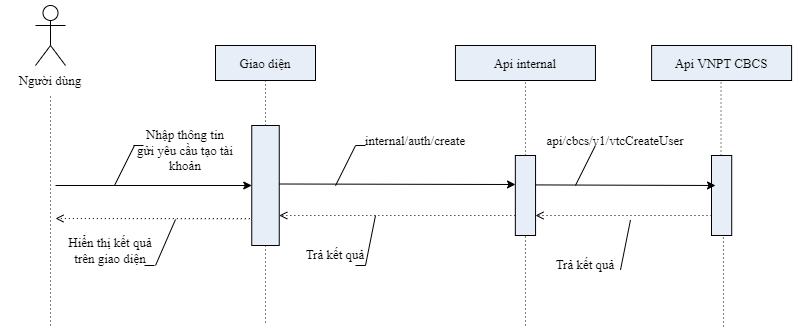 Người dùng
Giao diện
Api internal
Api VNPT CBCS
Nhập thông tin
gửi yêu cầu tạo tài
khoản
internal/auth/create
api/cbcs/v1/vtcCreateUser
Hiển thị kết quả
trên giao diện
Trả kết quả
Trả kết quả